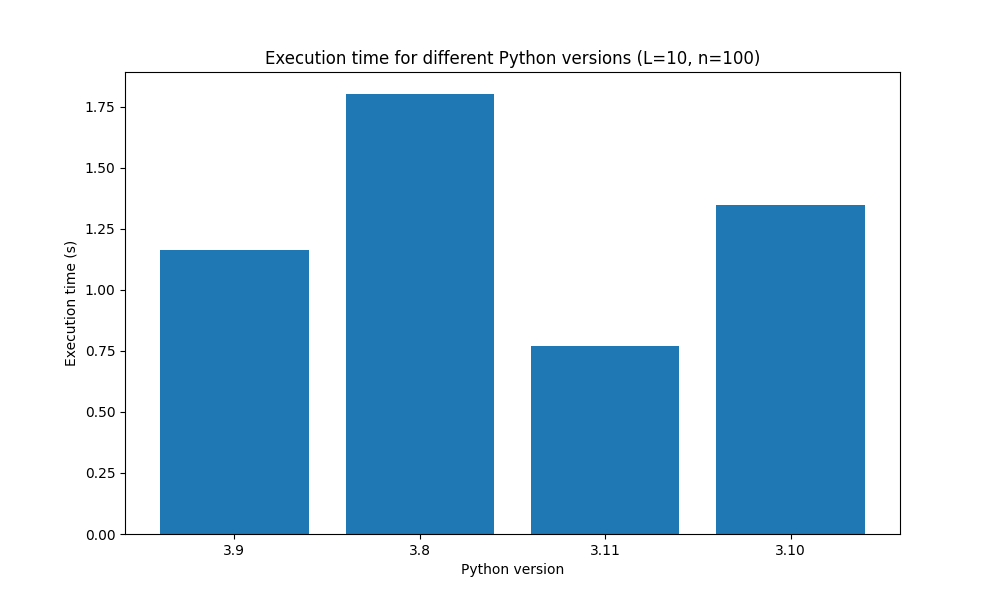 Execution time for different Python versions (L=10, n=100)
Execution time (s)
1.75
1.50
1.25
1.00
0.75
0.50
0.25
0.00
3.9 3.8 3.11 3.10
Python version